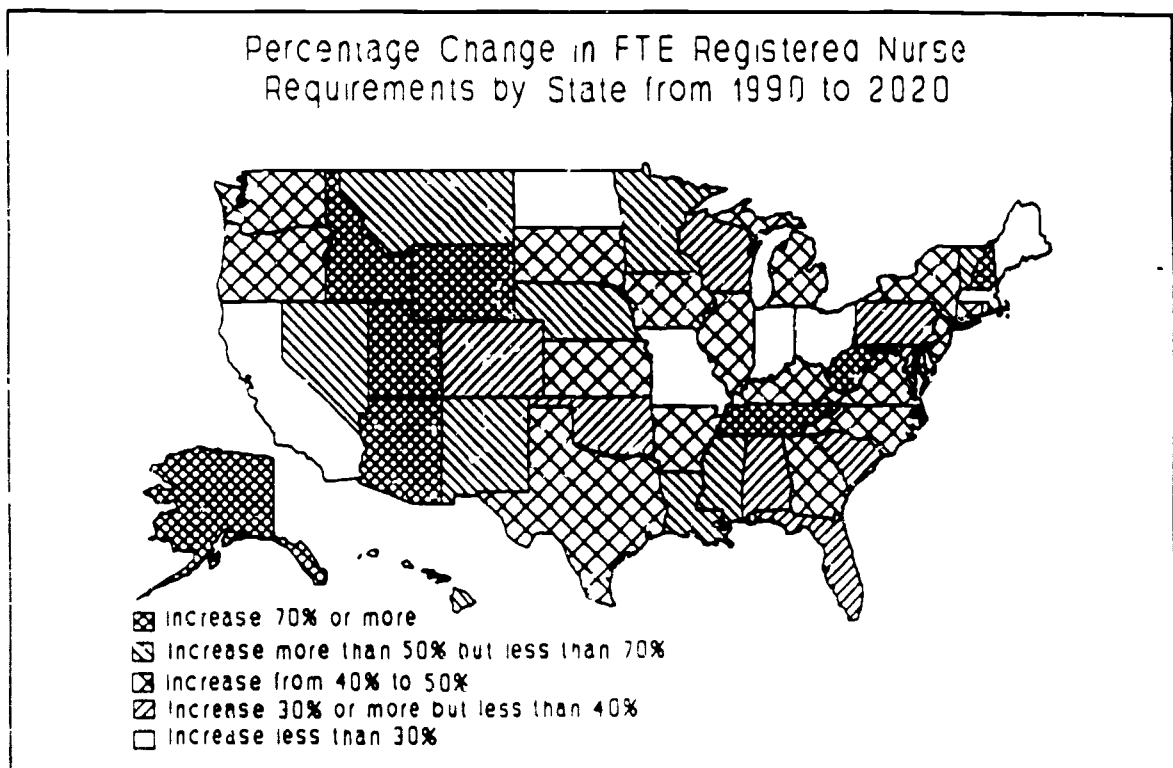 Percentage Change in FTE Registered Nurse
Requirements by State from 1990 to 2020
Increase 70% or more
Increase more than 50% but less than 70%
Increase from 40% to 50%
Increase 30% or more but less than 40%
Increase less than 30%